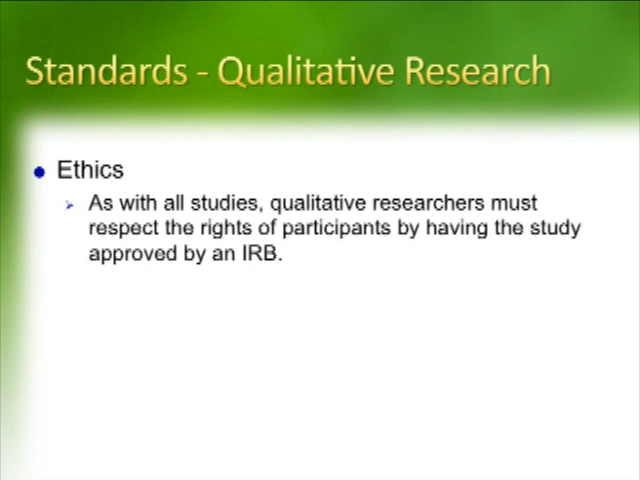 Standards - Qualitative Research
Ethics
As with all studies, qualitative researchers must
respect the rights of participants by having the study
approved by an IRB.